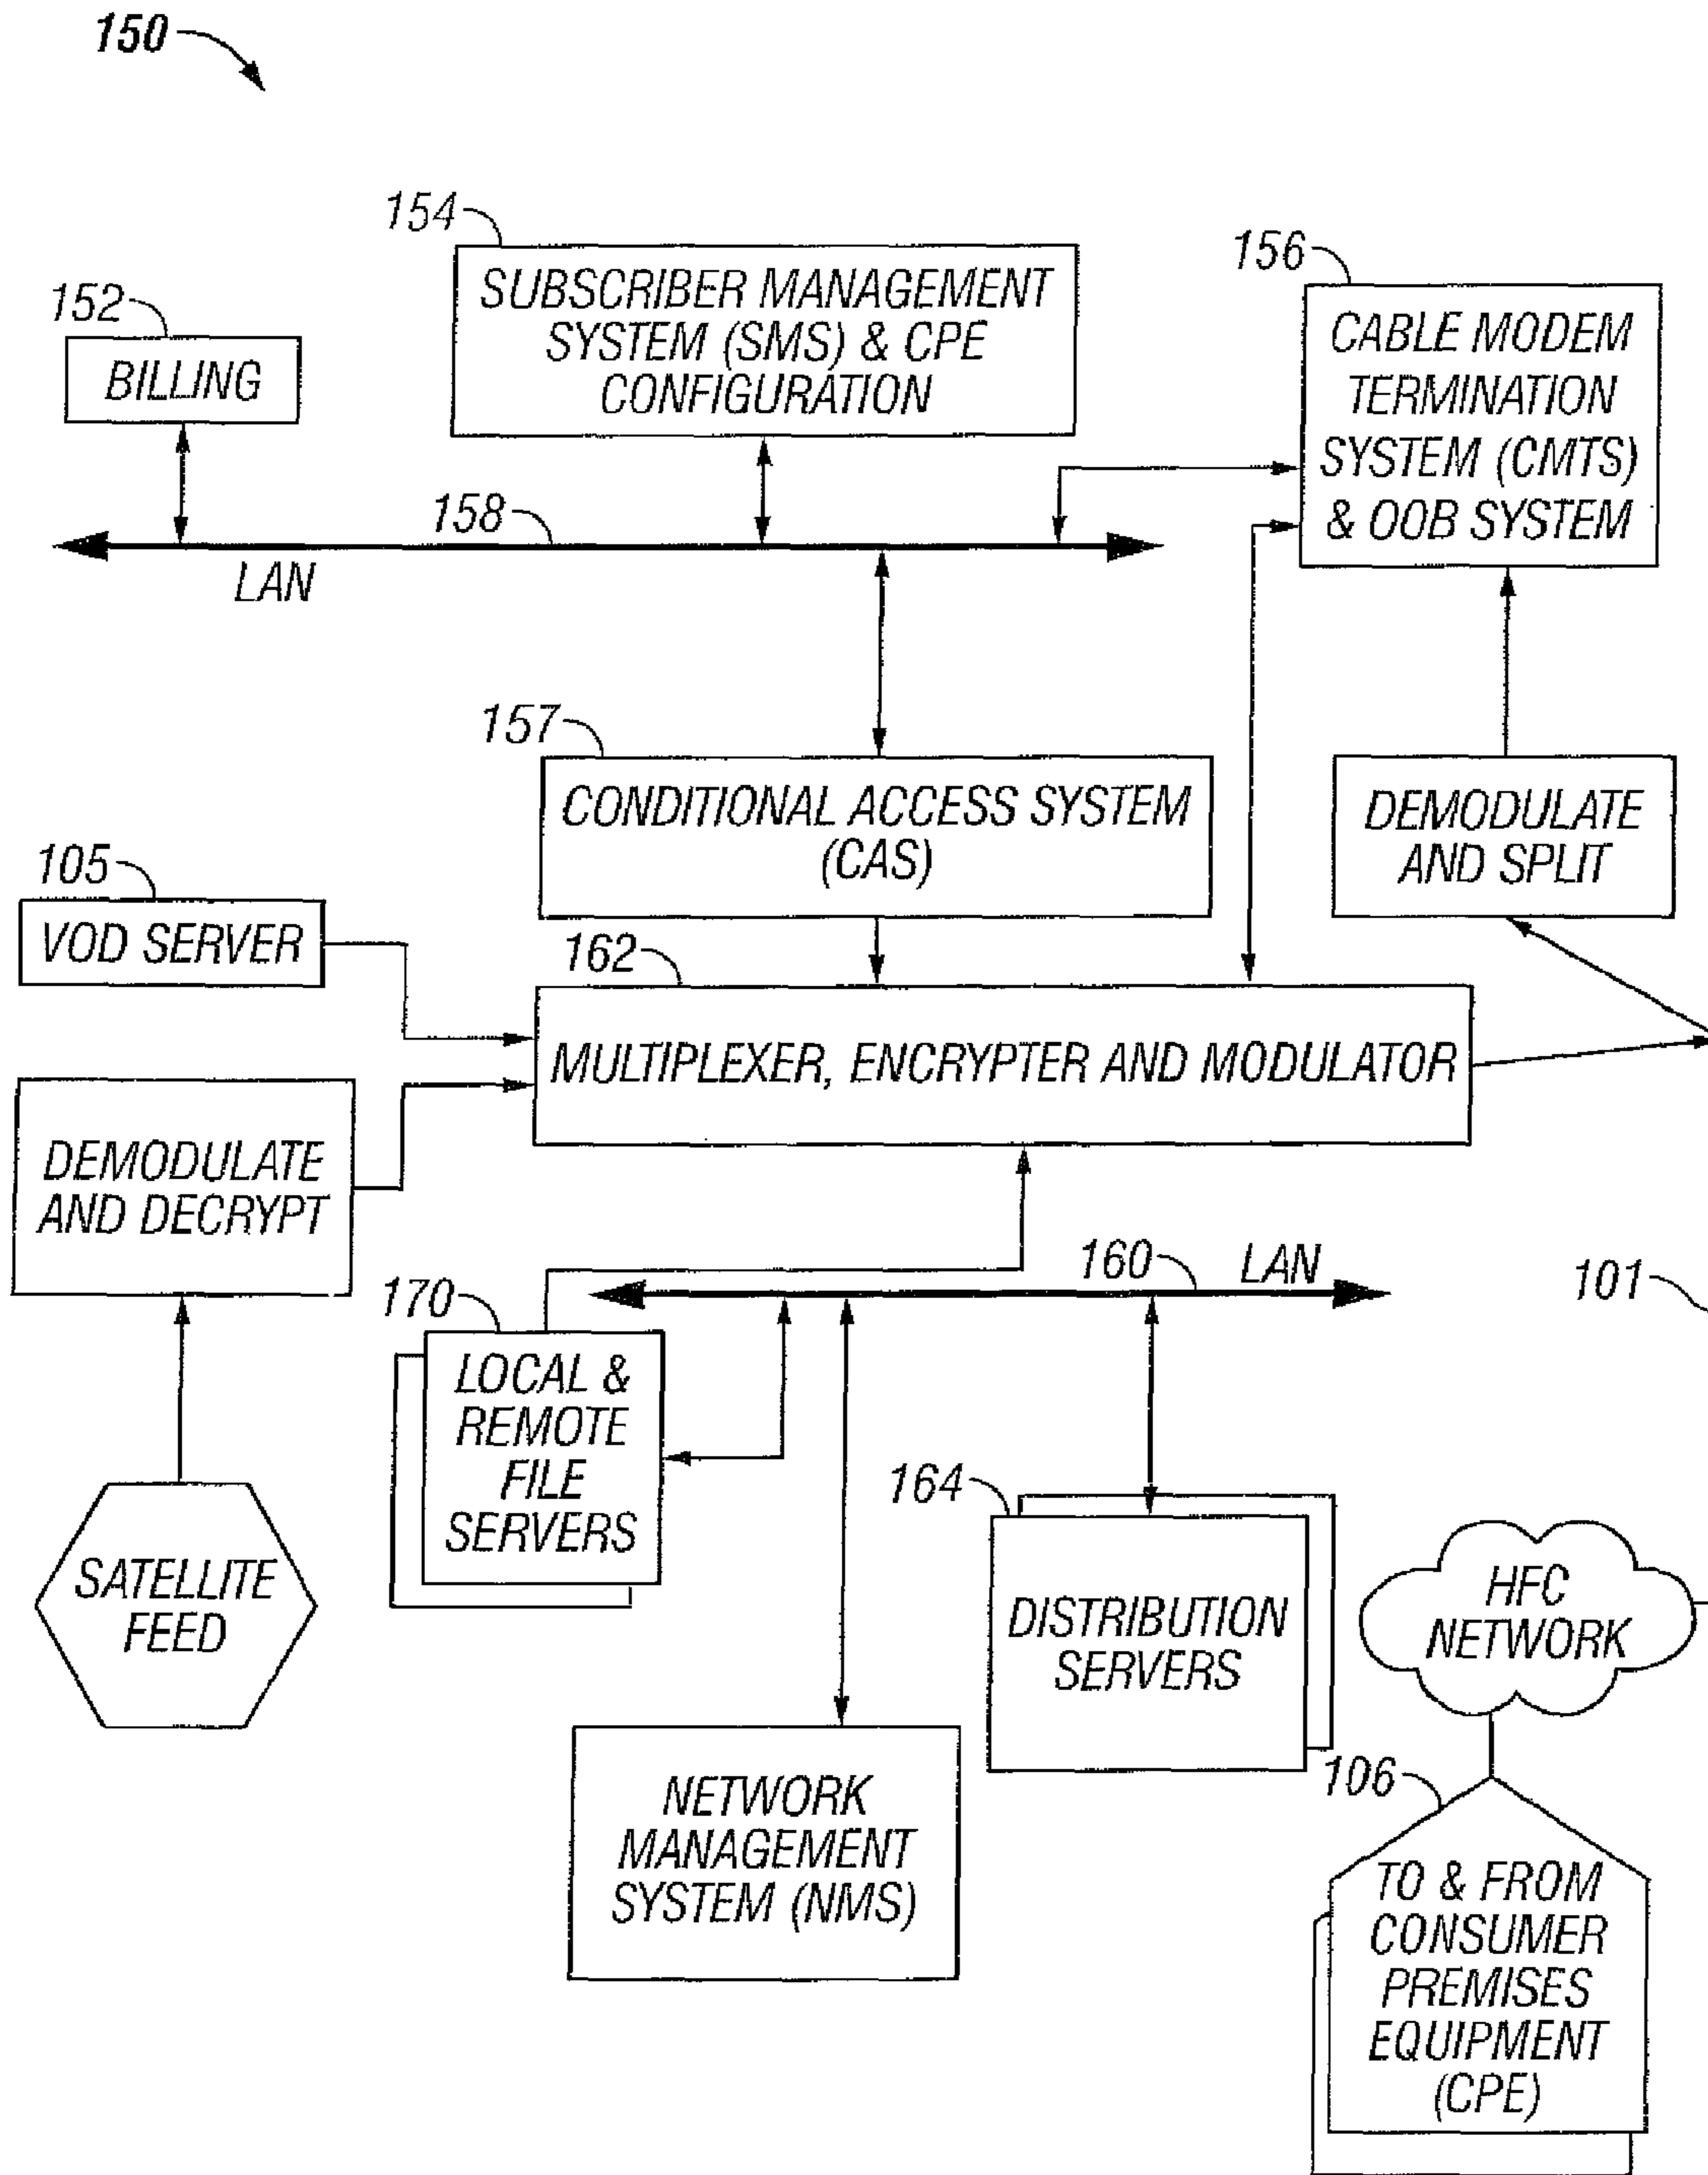 150
154
SUBSCRIBER MANAGEMENT
SYSTEM (SMS) & CPE
CONFIGURATION
156
CABLE MODEM
TERMINATION
SYSTEM (CMTS)
& OOB SYSTEM
152
BILLING
158
LAN
157
CONDITIONAL ACCESS SYSTEM
(CAS)
DEMODULATE
AND SPLIT
105
VOD SERVER
162
MULTIPLEXER, ENCRYPTER AND MODULATOR
DEMODULATE
AND DECRYPT
160
LAN
101
170
LOCAL &
REMOTE
FILE
SERVERS
164
DISTRIBUTION
SERVERS
SATELLITE
FEED
HFC
NETWORK
NETWORK
MANAGEMENT
SYSTEM (NMS)
106
TO & FROM
CONSUMER
PREMISES
EQUIPMENT
(CPE)